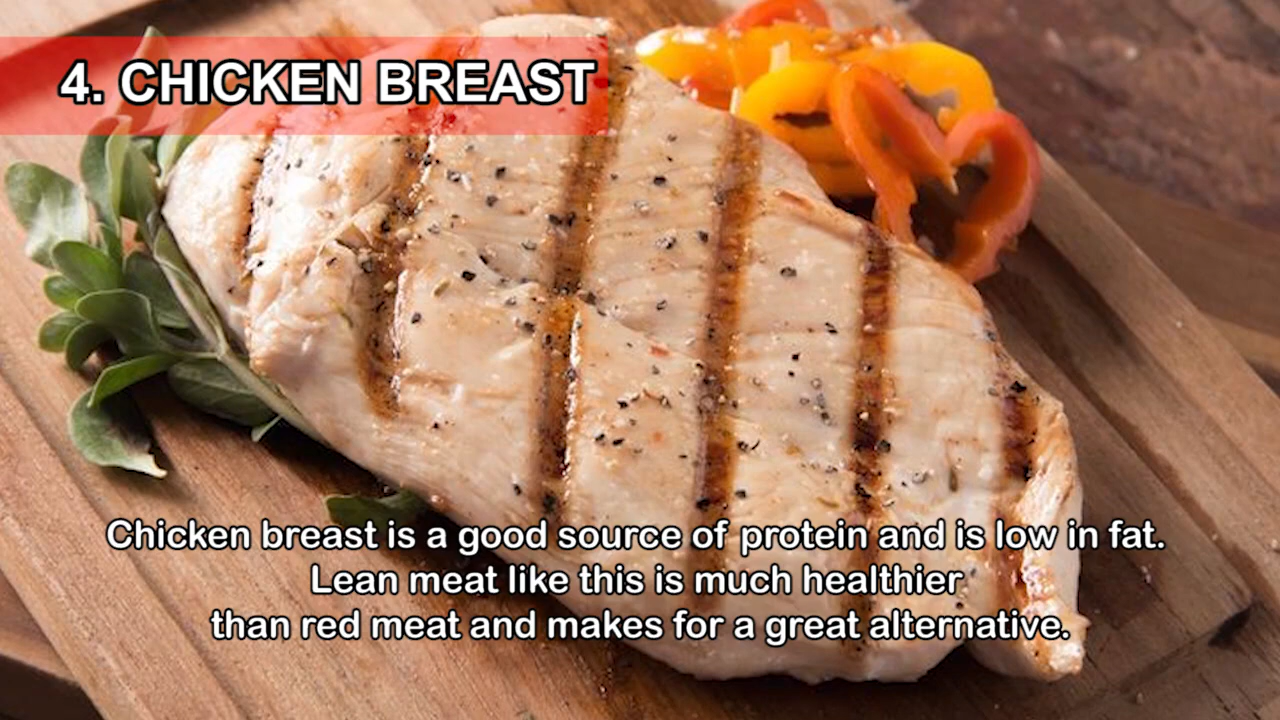 4. CHICKEN BREAST
Chicken breast is a good source of protein and is low in fat.
Lean meat like this is much healthier
than red meat and makes for a great alternative.